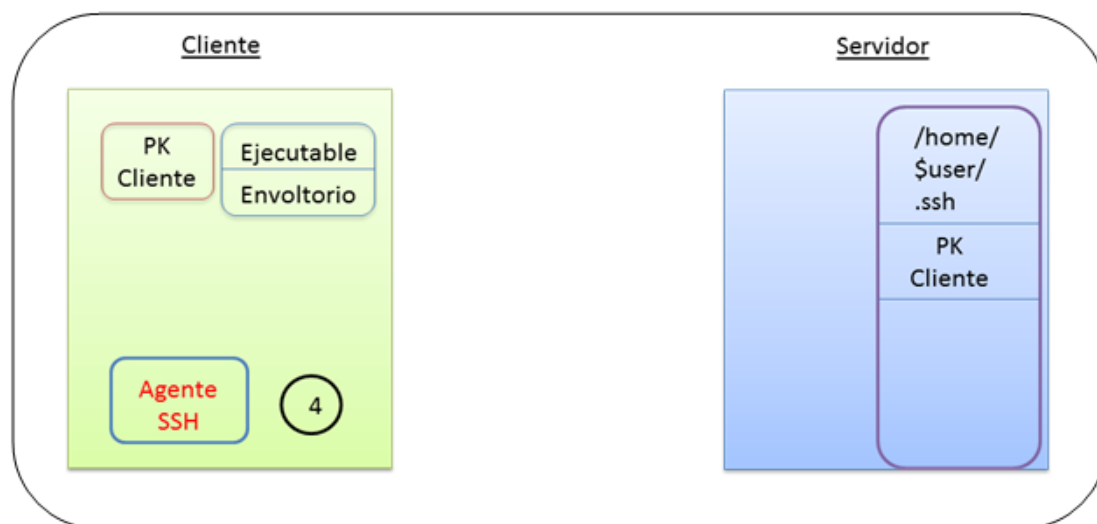 Cliente
Servidor
PK
Cliente
Ejecutable
Envoltorio
/home/
$user/
.ssh
PK
Cliente
Agente
SSH
4